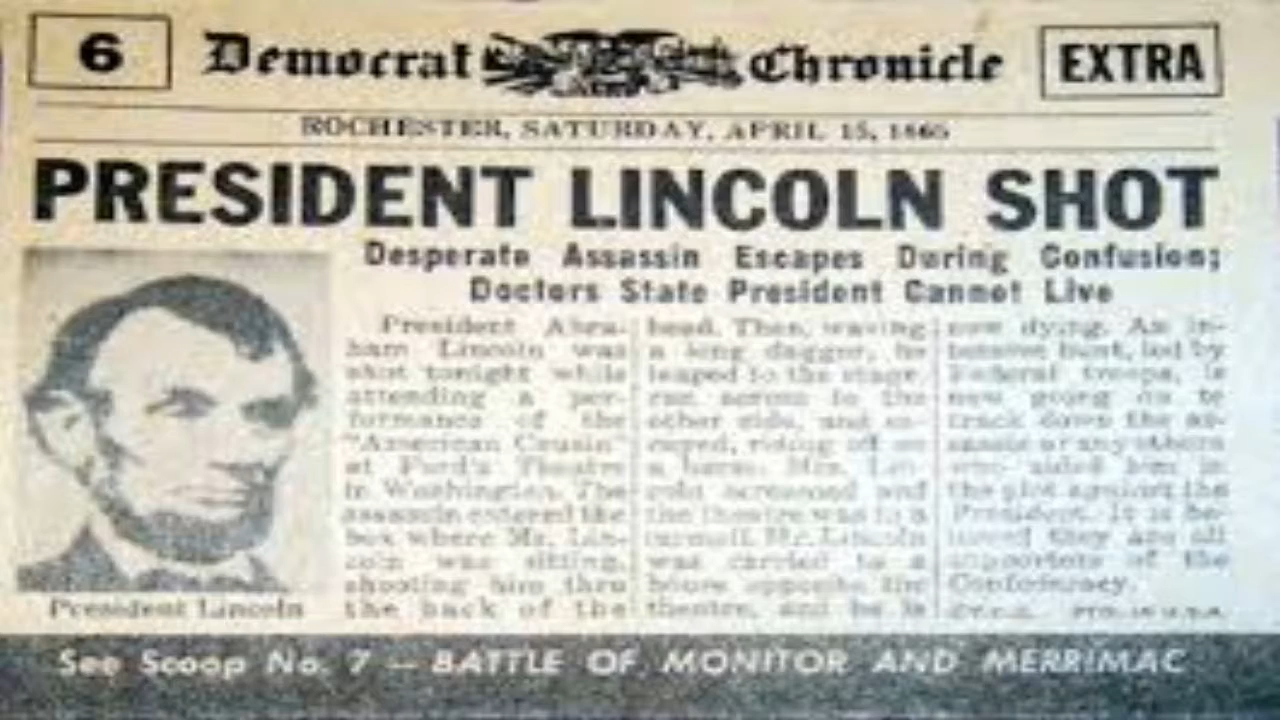 6
Democrat Chronicle
EXTRA
ROCHESTER, SATURDAY, APRIL 15, 1865
PRESIDENT LINCOLN SHOT
Desperate Assassin Escapes During Confusion;
Doctors State President Cannot Live
President Abra-
ham Lincoln was
shot tonight while
attending a per-
formance of the
"American Cousin"
at Ford's Theatre
in Washington. The
assassin entered the
box where Mr. Lin-
coln was sitting,
shooting him thru
the back of the
head. Then, waving
a long dagger, he
leaped to the stage,
ran across to the
other side, and es-
caped, riding off on
a horse. Mrs. Lin-
coln screamed and
the theatre was in a
turmoil. Mr. Lincoln
was carried to a
house opposite the
theatre, and he is
now dying. An in-
tensive hunt, led by
Federal troops, is
now going on to
track down the as-
sassin or any others
who aided him in
the plot against the
President. It is be-
lieved they are all
supporters of the
Confederacy.
PTD. IN U.S.A.
President Lincoln
See Scoop No. 7 — BATTLE OF MONITOR AND MERRIMAC